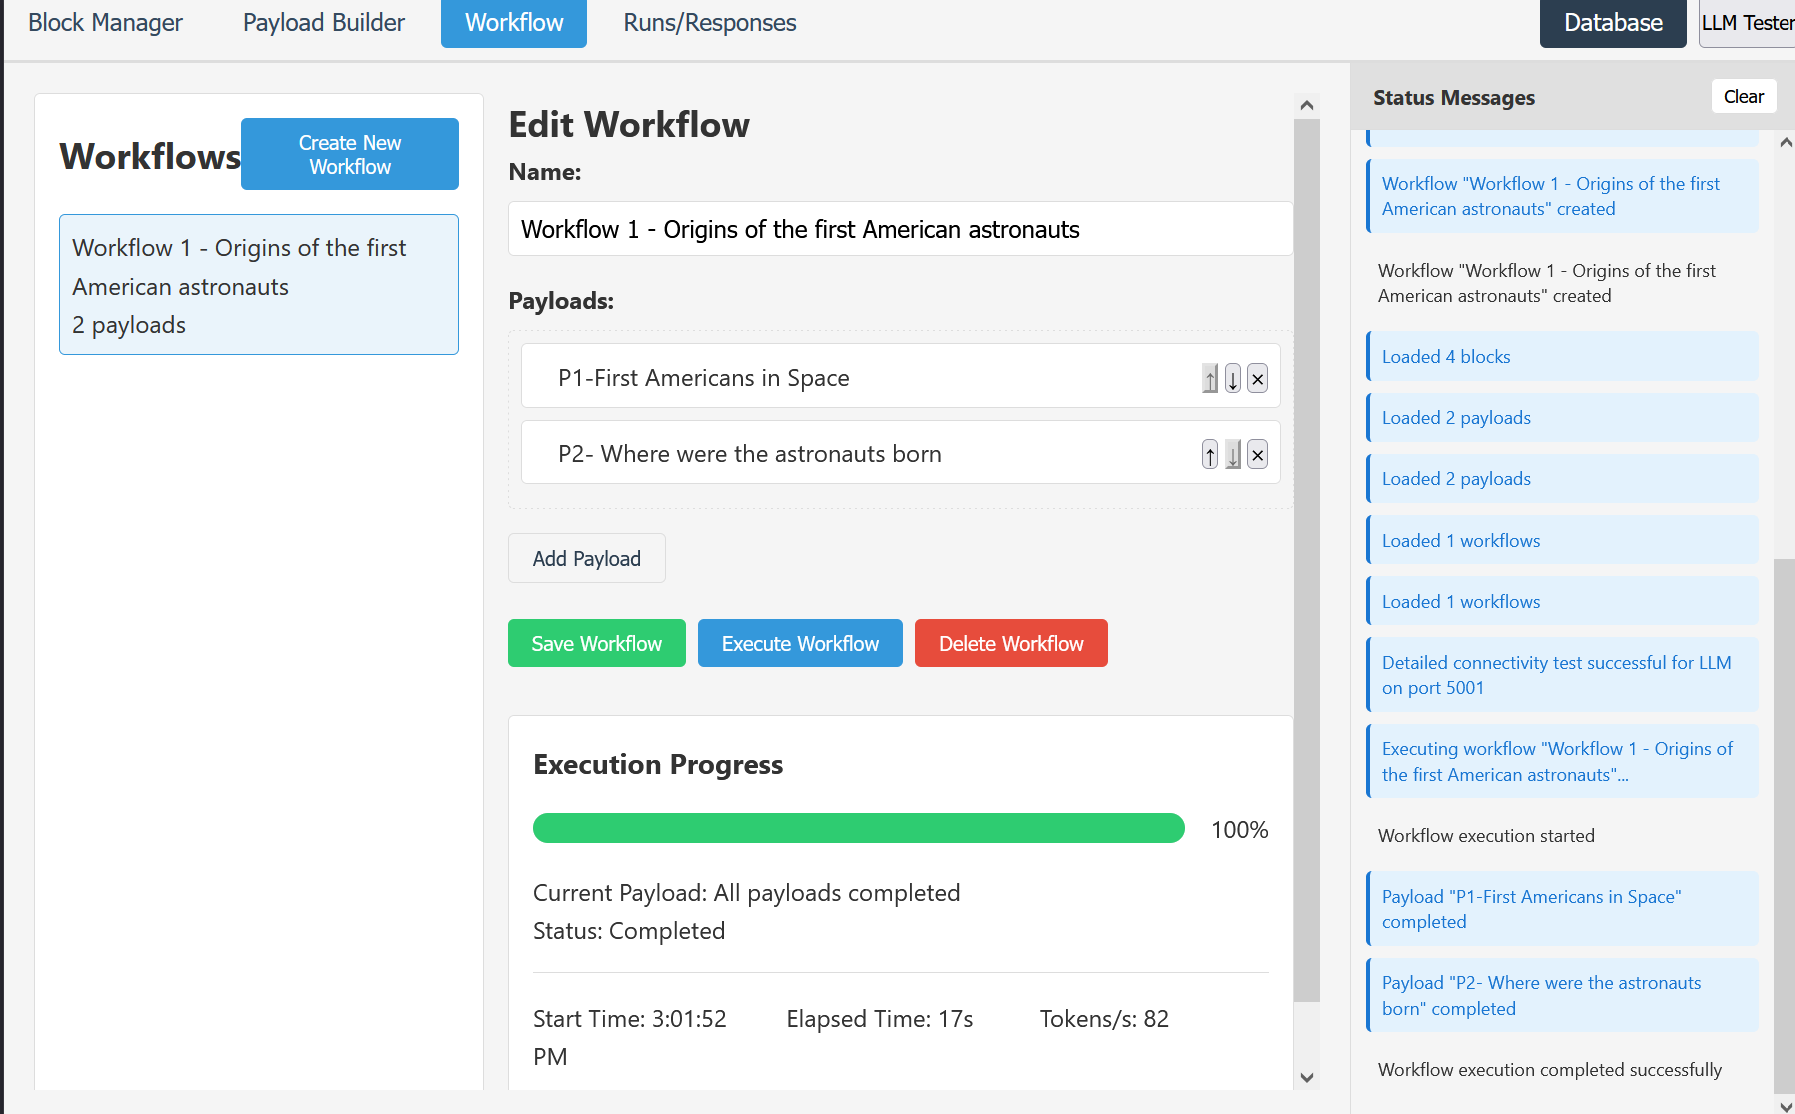 Block Manager
Payload Builder
Workflow
Runs/Responses
Database
LLM Tester
Workflows
Create New
Workflow
Workflow 1 - Origins of the first
American astronauts
2 payloads
Edit Workflow
Name:
Workflow 1 - Origins of the first American astronauts
Payloads:
P1-First Americans in Space
↑ ↓ ×
P2- Where were the astronauts born
↑ ↓ ×
Add Payload
Save Workflow
Execute Workflow
Delete Workflow
Execution Progress
100%
Current Payload: All payloads completed
Status: Completed
Start Time: 3:01:52
PM
Elapsed Time: 17s
Tokens/s: 82
Status Messages
Clear
Workflow "Workflow 1 - Origins of the first
American astronauts" created
Workflow "Workflow 1 - Origins of the first
American astronauts" created
Loaded 4 blocks
Loaded 2 payloads
Loaded 2 payloads
Loaded 1 workflows
Loaded 1 workflows
Detailed connectivity test successful for LLM
on port 5001
Executing workflow "Workflow 1 - Origins of
the first American astronauts"...
Workflow execution started
Payload "P1-First Americans in Space"
completed
Payload "P2- Where were the astronauts
born" completed
Workflow execution completed successfully